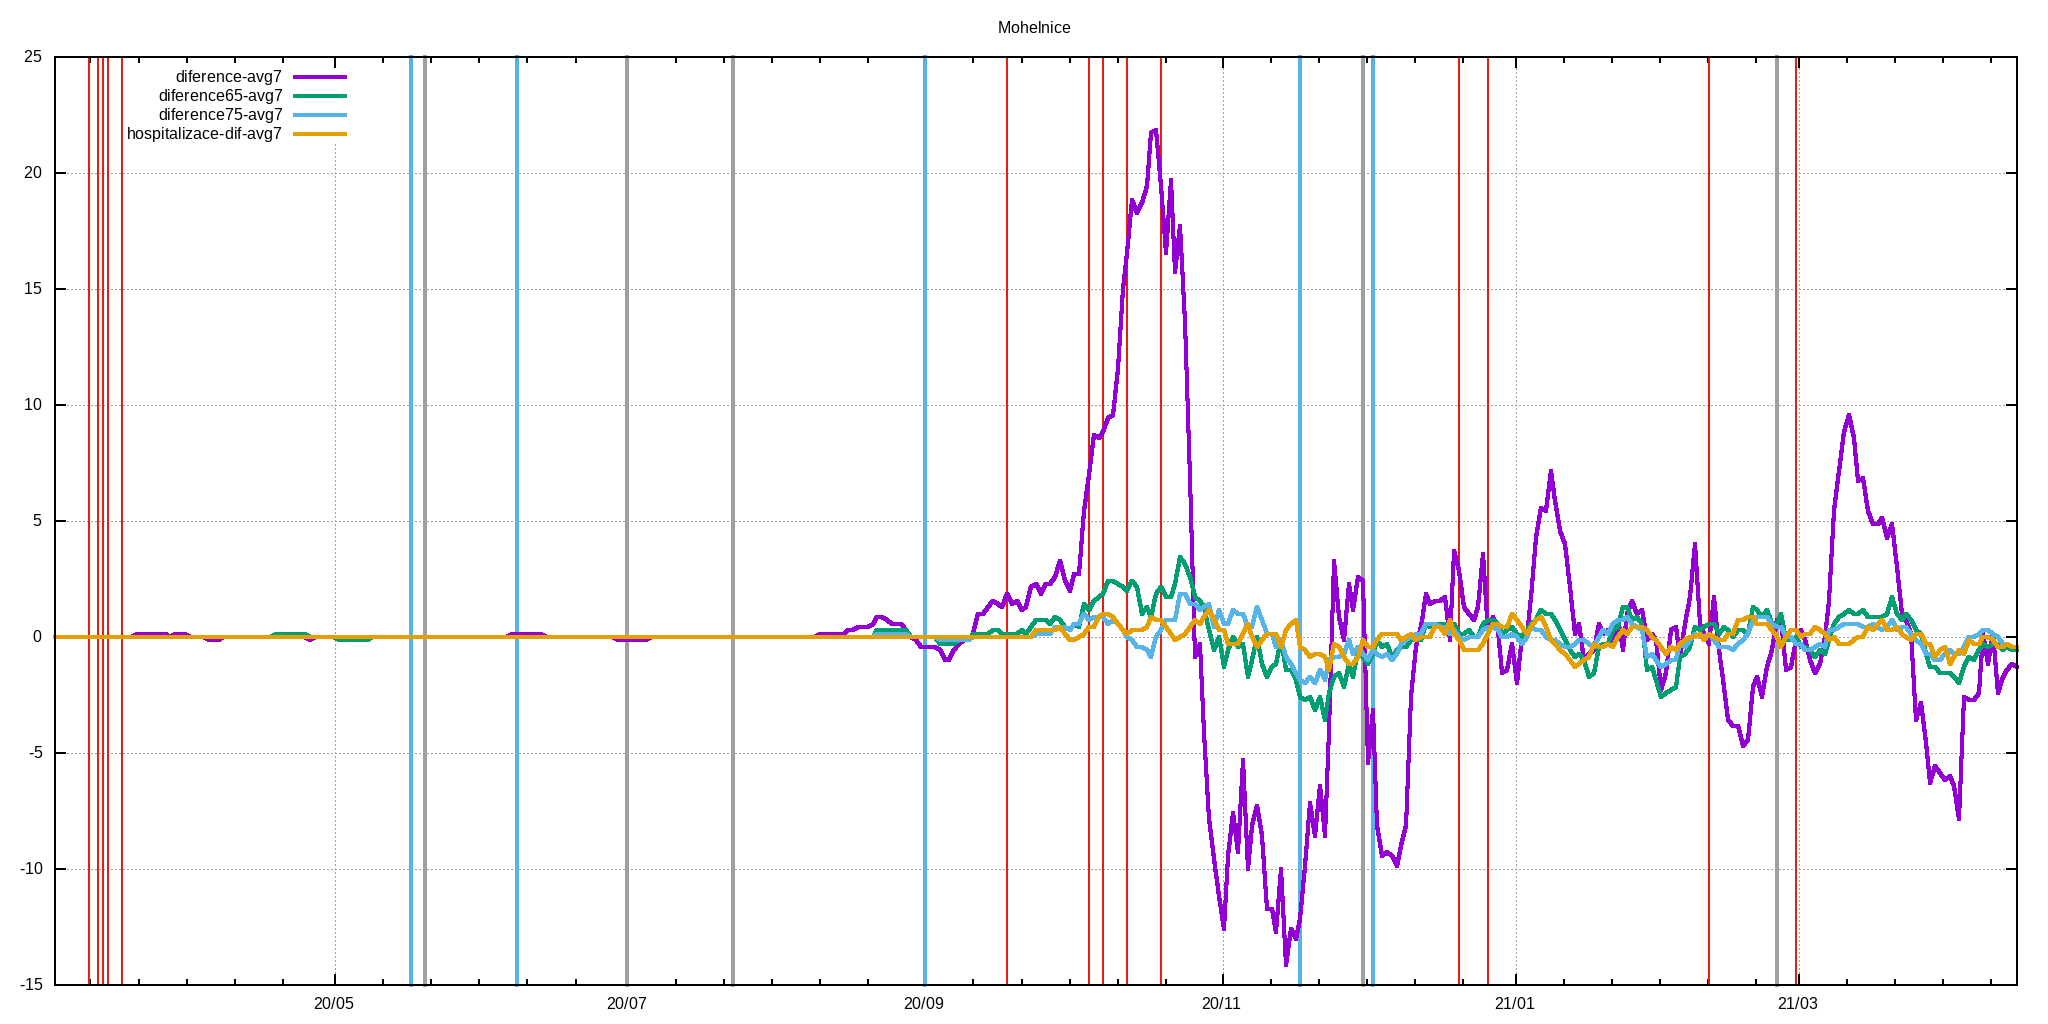 Mohelnice
diference-avg7
diference65-avg7
diference75-avg7
hospitalizace-dif-avg7
25
20
15
10
5
0
-5
-10
-15
20/05 20/07 20/09 20/11 21/01 21/03